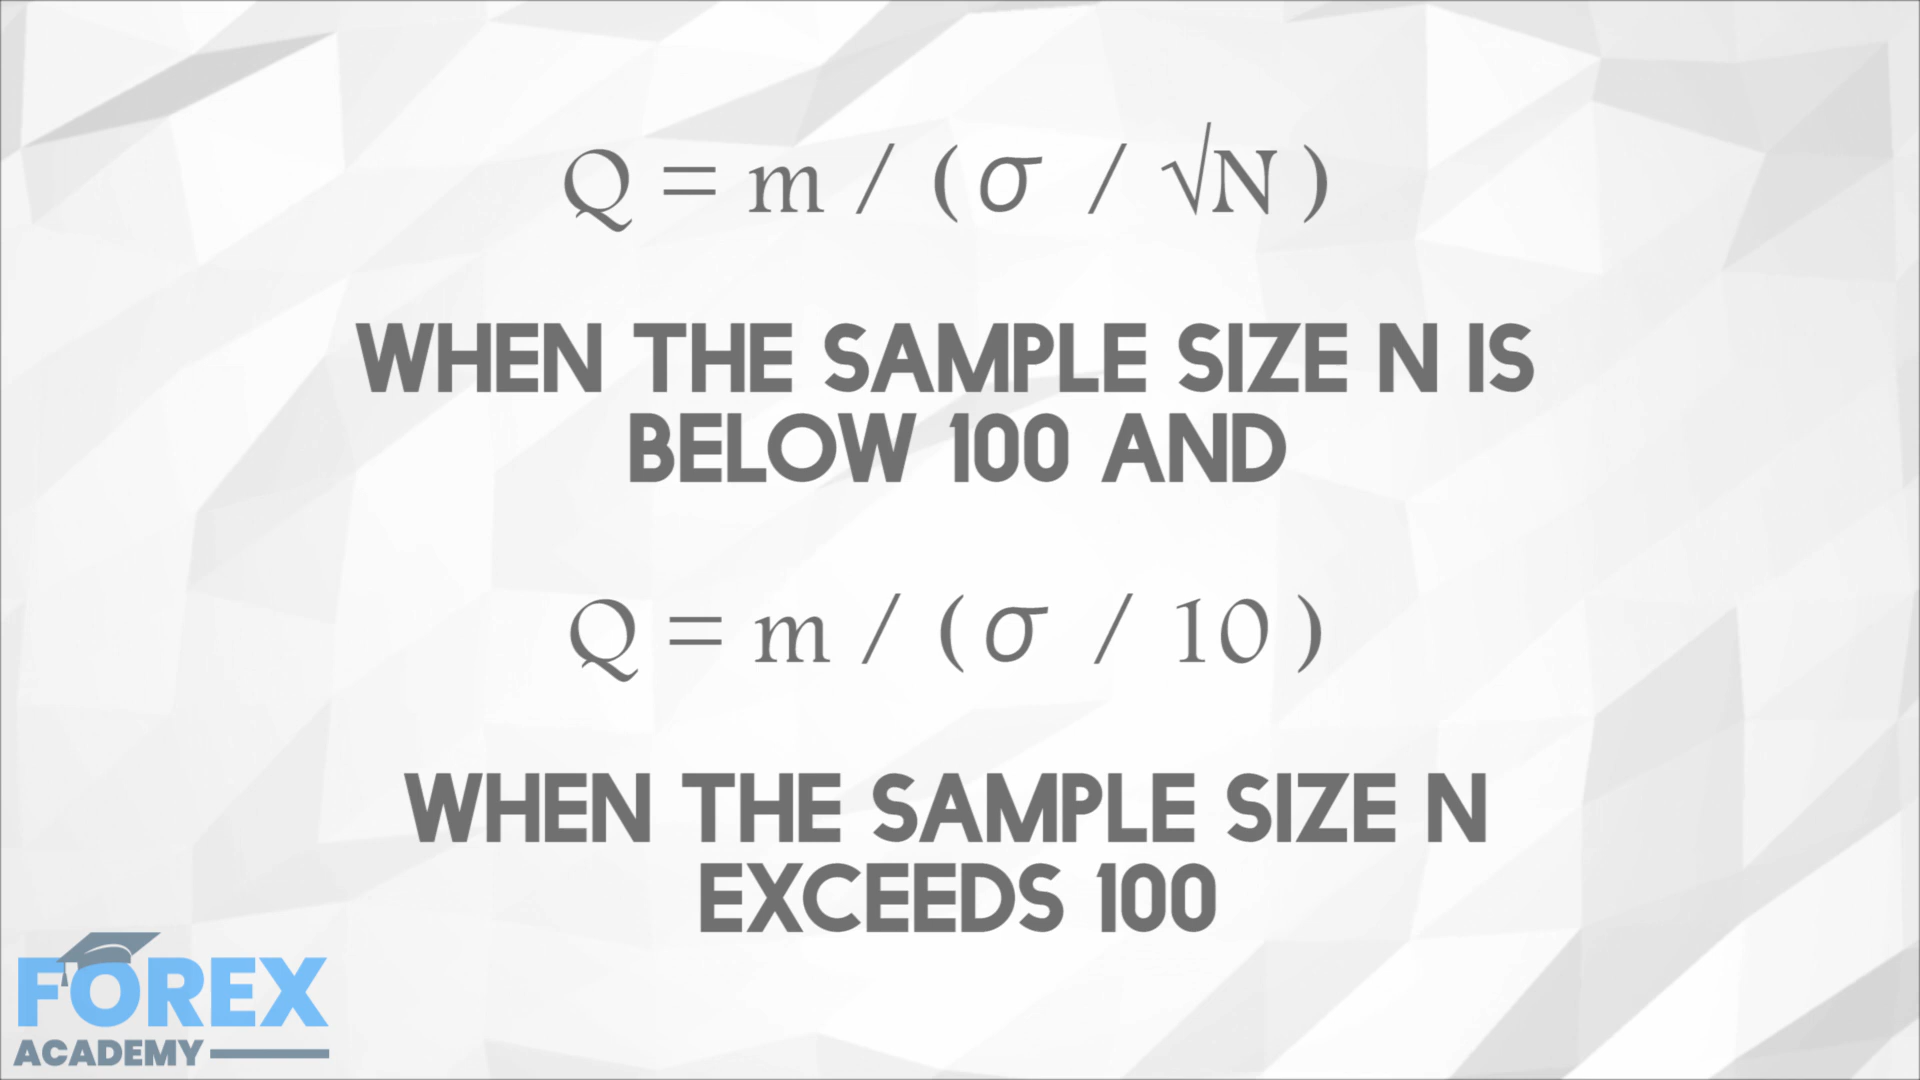 Q = m / ( σ / √N )
WHEN THE SAMPLE SIZE N IS
BELOW 100 AND
Q = m / ( σ / 10 )
WHEN THE SAMPLE SIZE N
EXCEEDS 100
FOREX
ACADEMY